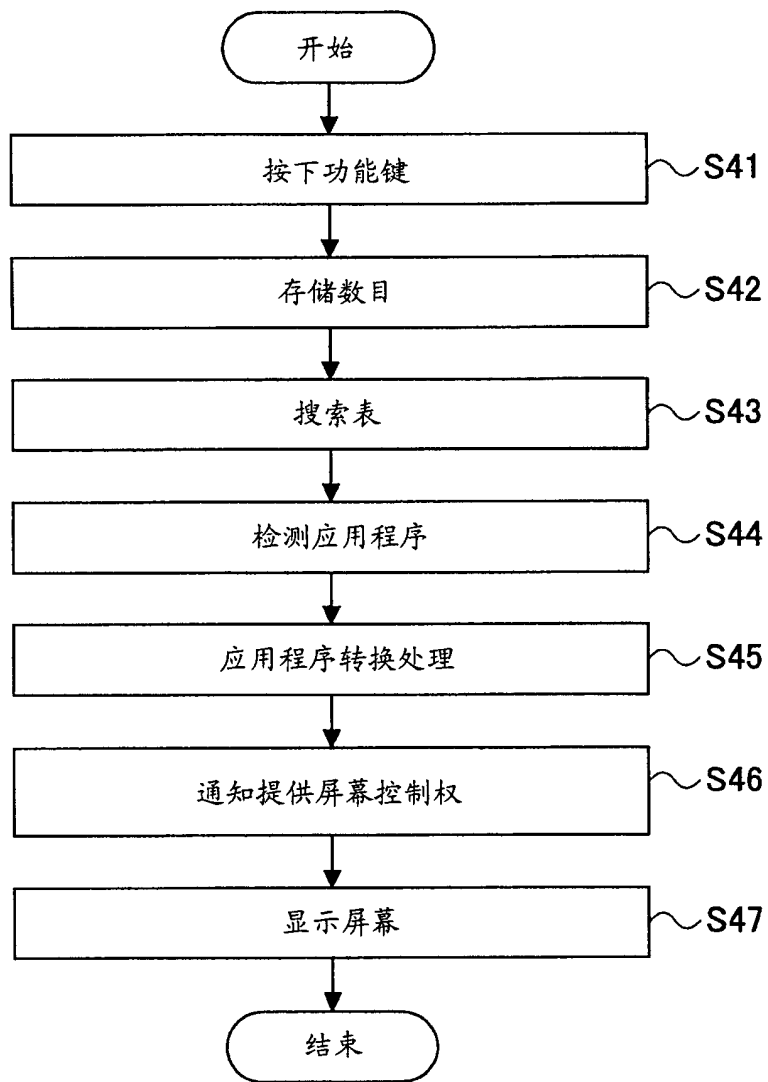 开始
按下功能键 S41
存储数目 S42
搜索表 S43
检测应用程序 S44
应用程序转换处理 S45
通知提供屏幕控制权 S46
显示屏幕 S47
结束